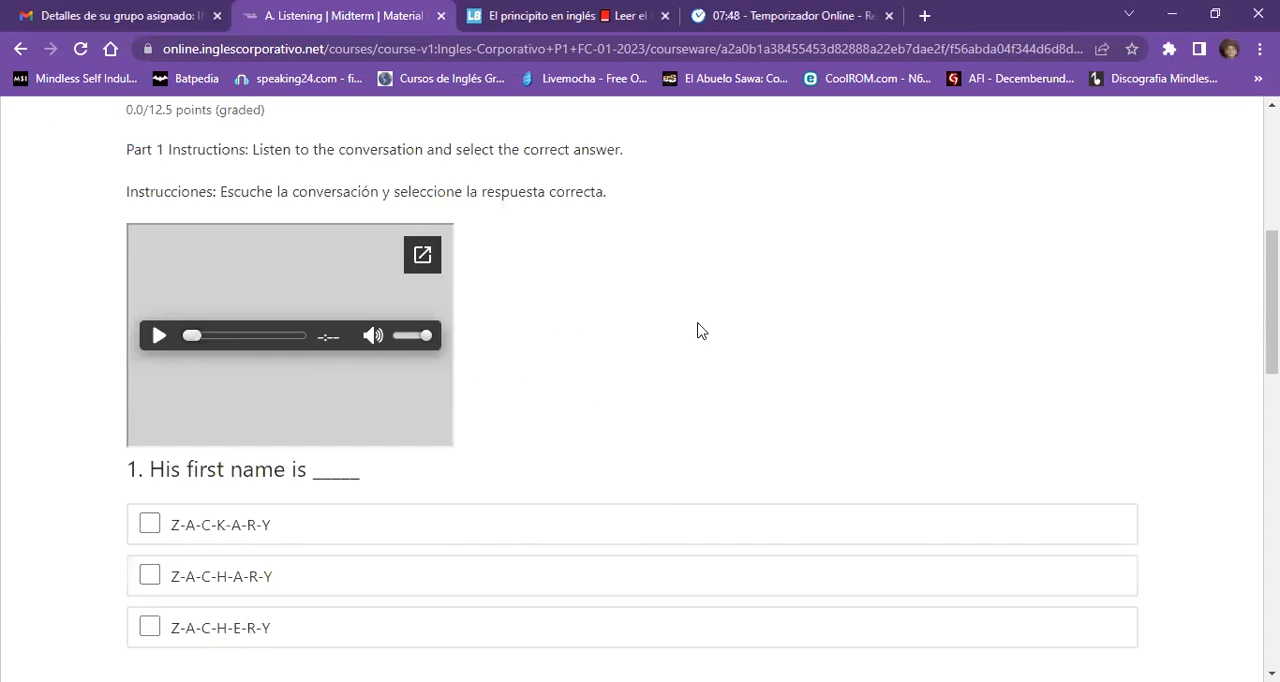 Detalles de su grupo asignado: I
A. Listening | Midterm | Material
LB El principito en inglés Leer el
07:48 - Temporizador Online - Re
online.inglescorporativo.net/courses/course-v1:Ingles-Corporativo+P1+FC-01-2023/courseware/a2a0b1a38455453d82888a22eb7dae2f/f56abda04f344d6d8d...
MSI Mindless Self Indul...
Batpedia
speaking24.com - fi...
Cursos de Inglés Gr...
Livemocha - Free O...
El Abuelo Sawa: Co...
CoolROM.com - N6...
AFI - Decemberund...
Discografia Mindles...
0.0/12.5 points (graded)
Part 1 Instructions: Listen to the conversation and select the correct answer.
Instrucciones: Escuche la conversación y seleccione la respuesta correcta.
-:--
1. His first name is _____
Z-A-C-K-A-R-Y
Z-A-C-H-A-R-Y
Z-A-C-H-E-R-Y